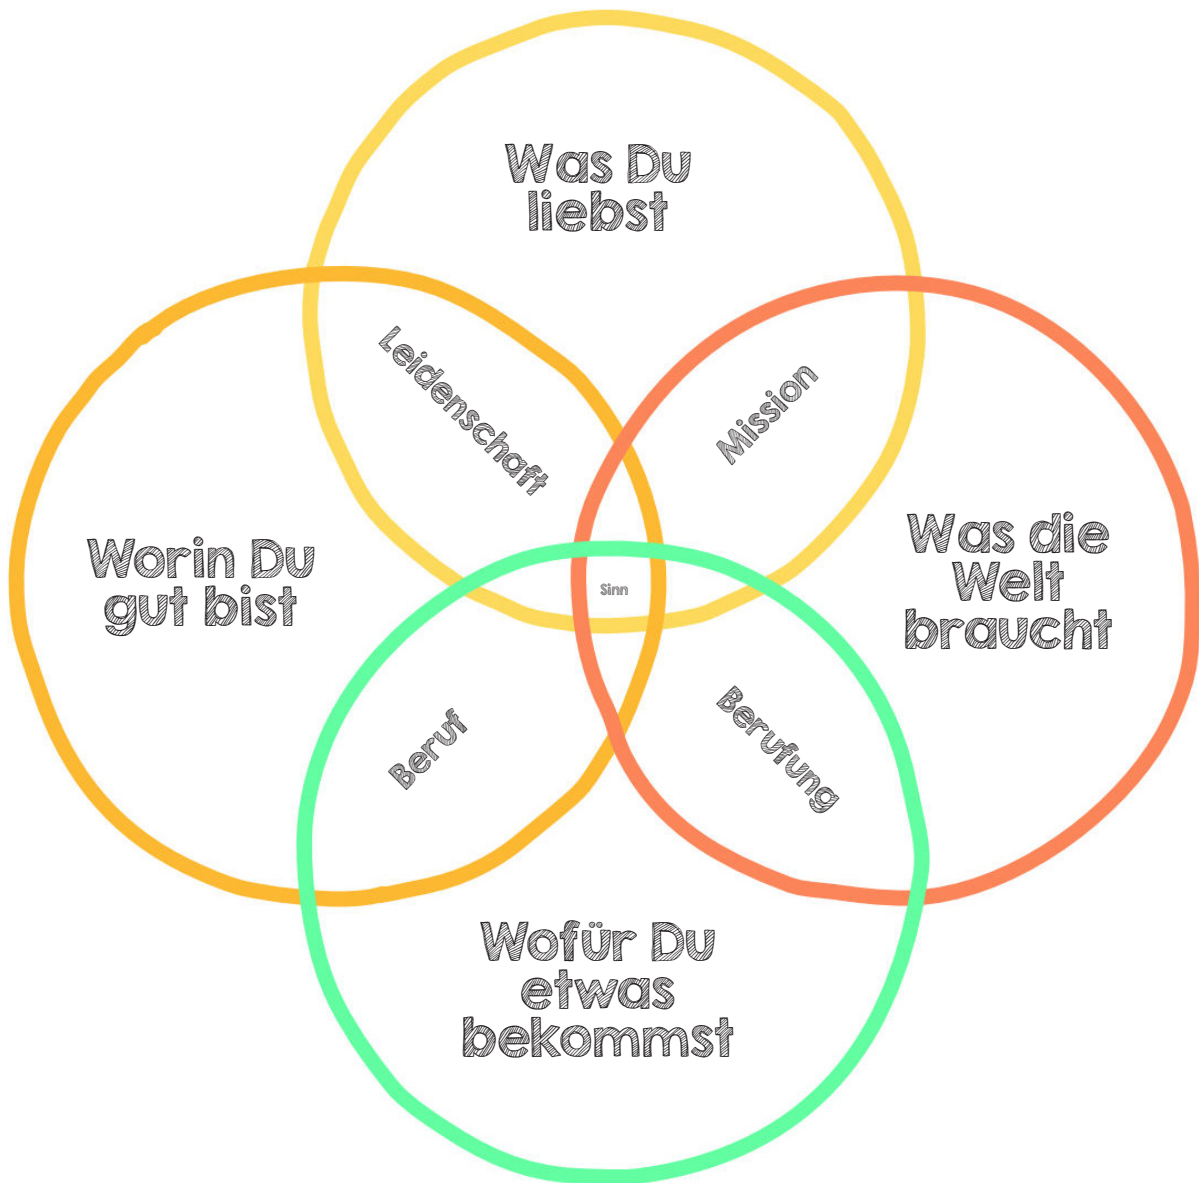 Was Du
liebst
Leidenschaft
Mission
Worin Du
gut bist
Was die
Welt
braucht
Sinn
Beruf
Berufung
Wofür Du
etwas
bekommst